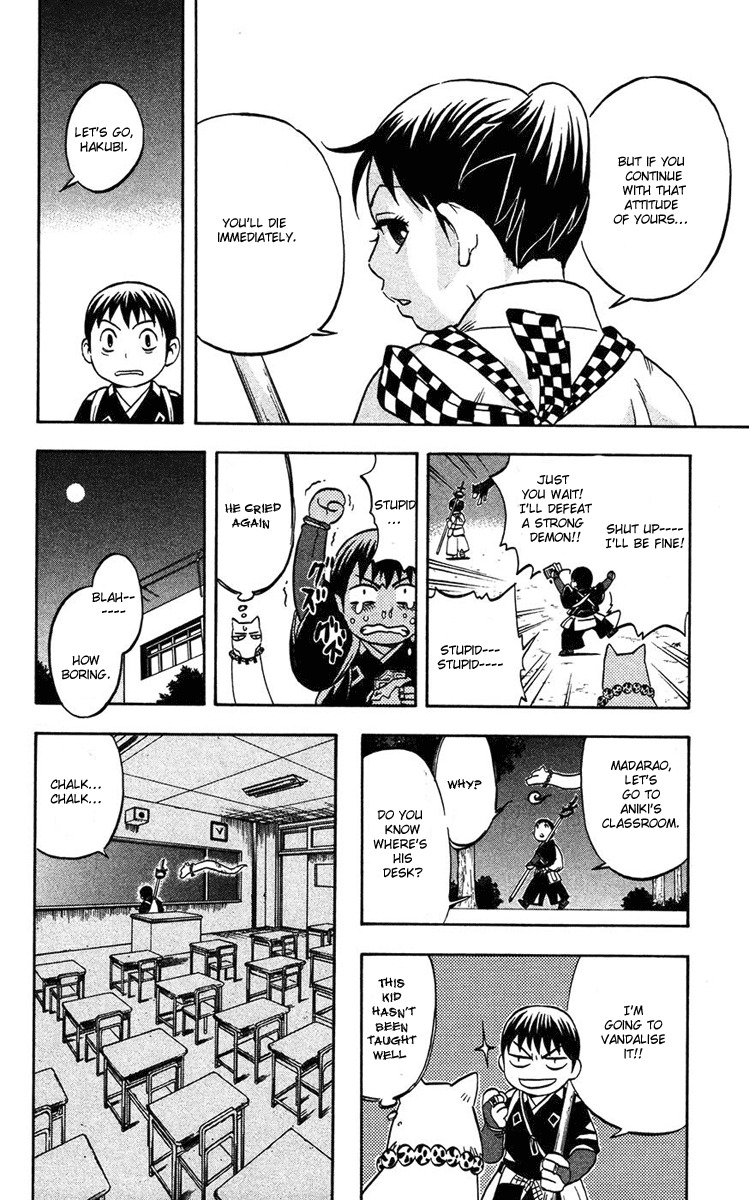 BUT IF YOU
CONTINUE
WITH THAT
ATTITUDE
OF YOURS...
YOU'LL DIE
IMMEDIATELY.
LET'S GO,
HAKUBI.
JUST
YOU WAIT!
I'LL DEFEAT
A STRONG
DEMON!!
SHUT UP----
I'LL BE FINE!
STUPID---
STUPID----
STUPID
...
HE CRIED
AGAIN
BLAH--
-----
HOW
BORING.
MADARAO,
LET'S
GO TO
ANIKI'S
CLASSROOM.
WHY?
DO YOU
KNOW
WHERE'S
HIS
DESK?
I'M
GOING TO
VANDALISE
IT!!
THIS
KID
HASN'T
BEEN
TAUGHT
WELL
CHALK...
CHALK...